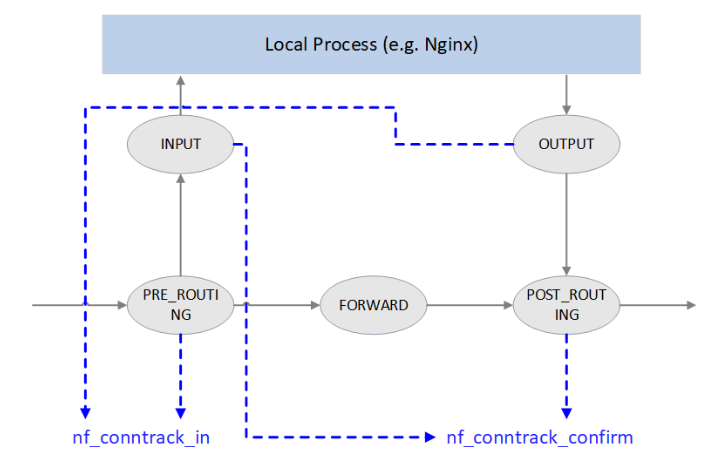 Local Process (e.g. Nginx)
INPUT
OUTPUT
PRE_ROUTI
NG
FORWARD
POST_ROUT
ING
nf_conntrack_in
nf_conntrack_confirm